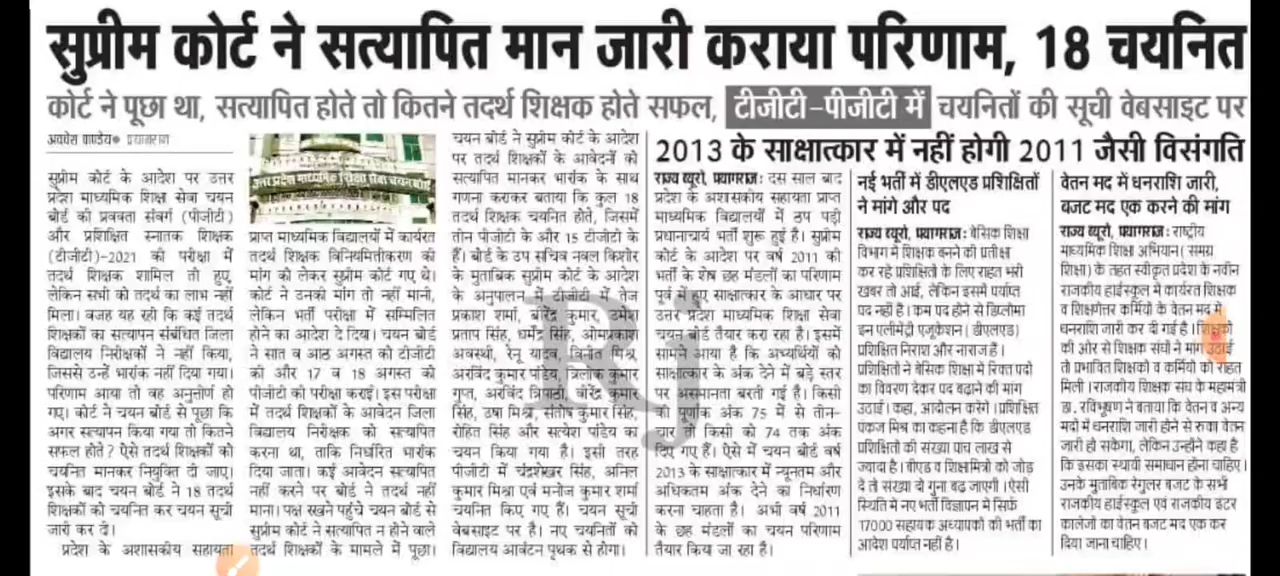 सुप्रीम कोर्ट ने सत्यापित मान जारी कराया परिणाम, 18 चयनित
कोर्ट ने पूछा था, सत्यापित होते तो कितने तदर्थ शिक्षक होते सफल, टीजीटी-पीजीटी में चयनितों की सूची वेबसाइट पर
अवधेश पाण्डेय● प्रयागराज
सुप्रीम कोर्ट के आदेश पर उत्तर
प्रदेश माध्यमिक शिक्षा सेवा चयन
बोर्ड की प्रवक्ता संवर्ग (पीजीटी)
और प्रशिक्षित स्नातक शिक्षक
(टीजीटी)-2021 की परीक्षा में
तदर्थ शिक्षक शामिल तो हुए,
लेकिन सभी को तदर्थ का लाभ नहीं
मिला। वजह यह रही कि कई तदर्थ
शिक्षकों का सत्यापन संबंधित जिला
विद्यालय निरीक्षकों ने नहीं किया,
जिससे उन्हें भारांक नहीं दिया गया।
परिणाम आया तो वह अनुत्तीर्ण हो
गए। कोर्ट ने चयन बोर्ड से पूछा कि
अगर सत्यापन किया गया तो कितने
सफल होते? ऐसे तदर्थ शिक्षकों को
चयनित मानकर नियुक्ति दी जाए।
इसके बाद चयन बोर्ड ने 18 तदर्थ
शिक्षकों को चयनित कर चयन सूची
जारी कर दी।
प्रदेश के अशासकीय सहायता
उत्तर प्रदेश माध्यमिक शिक्षा सेवा चयन बोर्ड
प्राप्त माध्यमिक विद्यालयों में कार्यरत
तदर्थ शिक्षक विनियमितीकरण की
मांग को लेकर सुप्रीम कोर्ट गए थे।
कोर्ट ने उनकी मांग तो नहीं मानी,
लेकिन भर्ती परीक्षा में सम्मिलित
होने का आदेश दे दिया। चयन बोर्ड
ने सात व आठ अगस्त को टीजीटी
की और 17 व 18 अगस्त को
पीजीटी की परीक्षा कराई। इस परीक्षा
में तदर्थ शिक्षकों के आवेदन जिला
विद्यालय निरीक्षक को सत्यापित
करना था, ताकि निर्धारित भारांक
दिया जाता। कई आवेदन सत्यापित
नहीं करने पर बोर्ड ने तदर्थ नहीं
माना। पक्ष रखने पहुंचे चयन बोर्ड से
सुप्रीम कोर्ट ने सत्यापित न होने वाले
तदर्थ शिक्षकों के मामले में पूछा।
चयन बोर्ड ने सुप्रीम कोर्ट के आदेश
पर तदर्थ शिक्षकों के आवेदनों को
सत्यापित मानकर भारांक के साथ
गणना कराकर बताया कि कुल 18
तदर्थ शिक्षक चयनित होते, जिसमें
तीन पीजीटी के और 15 टीजीटी के
हैं। बोर्ड के उप सचिव नवल किशोर
के मुताबिक सुप्रीम कोर्ट के आदेश
के अनुपालन में टीजीटी में तेज
प्रकाश शर्मा, बीरेंद्र कुमार, उमेश
प्रताप सिंह, धर्मेंद्र सिंह, ओमप्रकाश
अवस्थी, रेनू यादव, विनीत मिश्र,
अरविंद कुमार पांडेय, त्रिलोक कुमार
गुप्त, अरविंद त्रिपाठी, बीरेंद्र कुमार
सिंह, उषा मिश्रा, संतोष कुमार सिंह,
रोहित सिंह और सत्येश पांडेय का
चयन किया गया है। इसी तरह
पीजीटी में चंद्रशेखर सिंह, अनिल
कुमार मिश्रा एवं मनोज कुमार शर्मा
चयनित किए गए हैं। चयन सूची
वेबसाइट पर है। नए चयनितों को
विद्यालय आवंटन पृथक से होगा।
2013 के साक्षात्कार में नहीं होगी 2011 जैसी विसंगति
राज्य ब्यूरो, प्रयागराज: दस साल बाद
प्रदेश के अशासकीय सहायता प्राप्त
माध्यमिक विद्यालयों में ठप पड़ी
प्रधानाचार्य भर्ती शुरू हुई है। सुप्रीम
कोर्ट के आदेश पर वर्ष 2011 की
भर्ती के शेष छह मंडलों का परिणाम
पूर्व में हुए साक्षात्कार के आधार पर
उत्तर प्रदेश माध्यमिक शिक्षा सेवा
चयन बोर्ड तैयार करा रहा है। इसमें
सामने आया है कि अभ्यर्थियों को
साक्षात्कार के अंक देने में बड़े स्तर
पर असमानता बरती गई है। किसी
की पूर्णांक अंक 75 में से तीन-
चार तो किसी को 74 तक अंक
दिए गए हैं। ऐसे में चयन बोर्ड वर्ष
2013 के साक्षात्कार में न्यूनतम और
अधिकतम अंक देने का निर्धारण
करना चाहता है। अभी वर्ष 2011
के छह मंडलों का चयन परिणाम
तैयार किया जा रहा है।
नई भर्ती में डीएलएड प्रशिक्षितों
ने मांगे और पद
राज्य ब्यूरो, प्रयागराज: बेसिक शिक्षा
विभाग में शिक्षक बनने की प्रतीक्षा
कर रहे प्रशिक्षितों के लिए राहत भरी
खबर तो आई, लेकिन इसमें पर्याप्त
पद नहीं है। कम पद होने से डिप्लोमा
इन एलीमेंट्री एजूकेशन। (डीएलएड)
प्रशिक्षित निराश और नाराज हैं।
प्रशिक्षितों ने बेसिक शिक्षा में रिक्त पदों
का विवरण देकर पद बढ़ाने की मांग
उठाई। कहा, आंदोलन करेंगे। प्रशिक्षित
पंकज मिश्र का कहना है कि डीएलएड
प्रशिक्षितों की संख्या पांच लाख से
ज्यादा है। बीएड व शिक्षामित्रों को जोड़
दें तो संख्या दो गुना बढ़ जाएगी। ऐसी
स्थिति में नए भर्ती विज्ञापन में सिर्फ
17000 सहायक अध्यापकों की भर्ती का
आदेश पर्याप्त नहीं है।
वेतन मद में धनराशि जारी,
बजट मद एक करने की मांग
राज्य ब्यूरो, प्रयागराज: राष्ट्रीय
माध्यमिक शिक्षा अभियान( समग्र
शिक्षा) के तहत स्वीकृत प्रदेश के नवीन
राजकीय हाईस्कूल में कार्यरत शिक्षक
व शिक्षणेत्तर कर्मियों के वेतन मद में
धनराशि जारी कर दी गई है। शिक्षकों
की ओर से शिक्षक संघों ने मांग उठाई
तो प्रभावित शिक्षकों व कर्मियों को राहत
मिली। राजकीय शिक्षक संघ के महामंत्री
डा. रविभूषण ने बताया कि वेतन व अन्य
मदों में धनराशि जारी होने से रुका वेतन
जारी हो सकेगा, लेकिन उन्होंने कहा है
कि इसका स्थायी समाधान होना चाहिए।
उनके मुताबिक रेगुलर बजट के सभी
राजकीय हाईस्कूल एवं राजकीय इंटर
कालेजों का वेतन बजट मद एक कर
दिया जाना चाहिए।
Rj